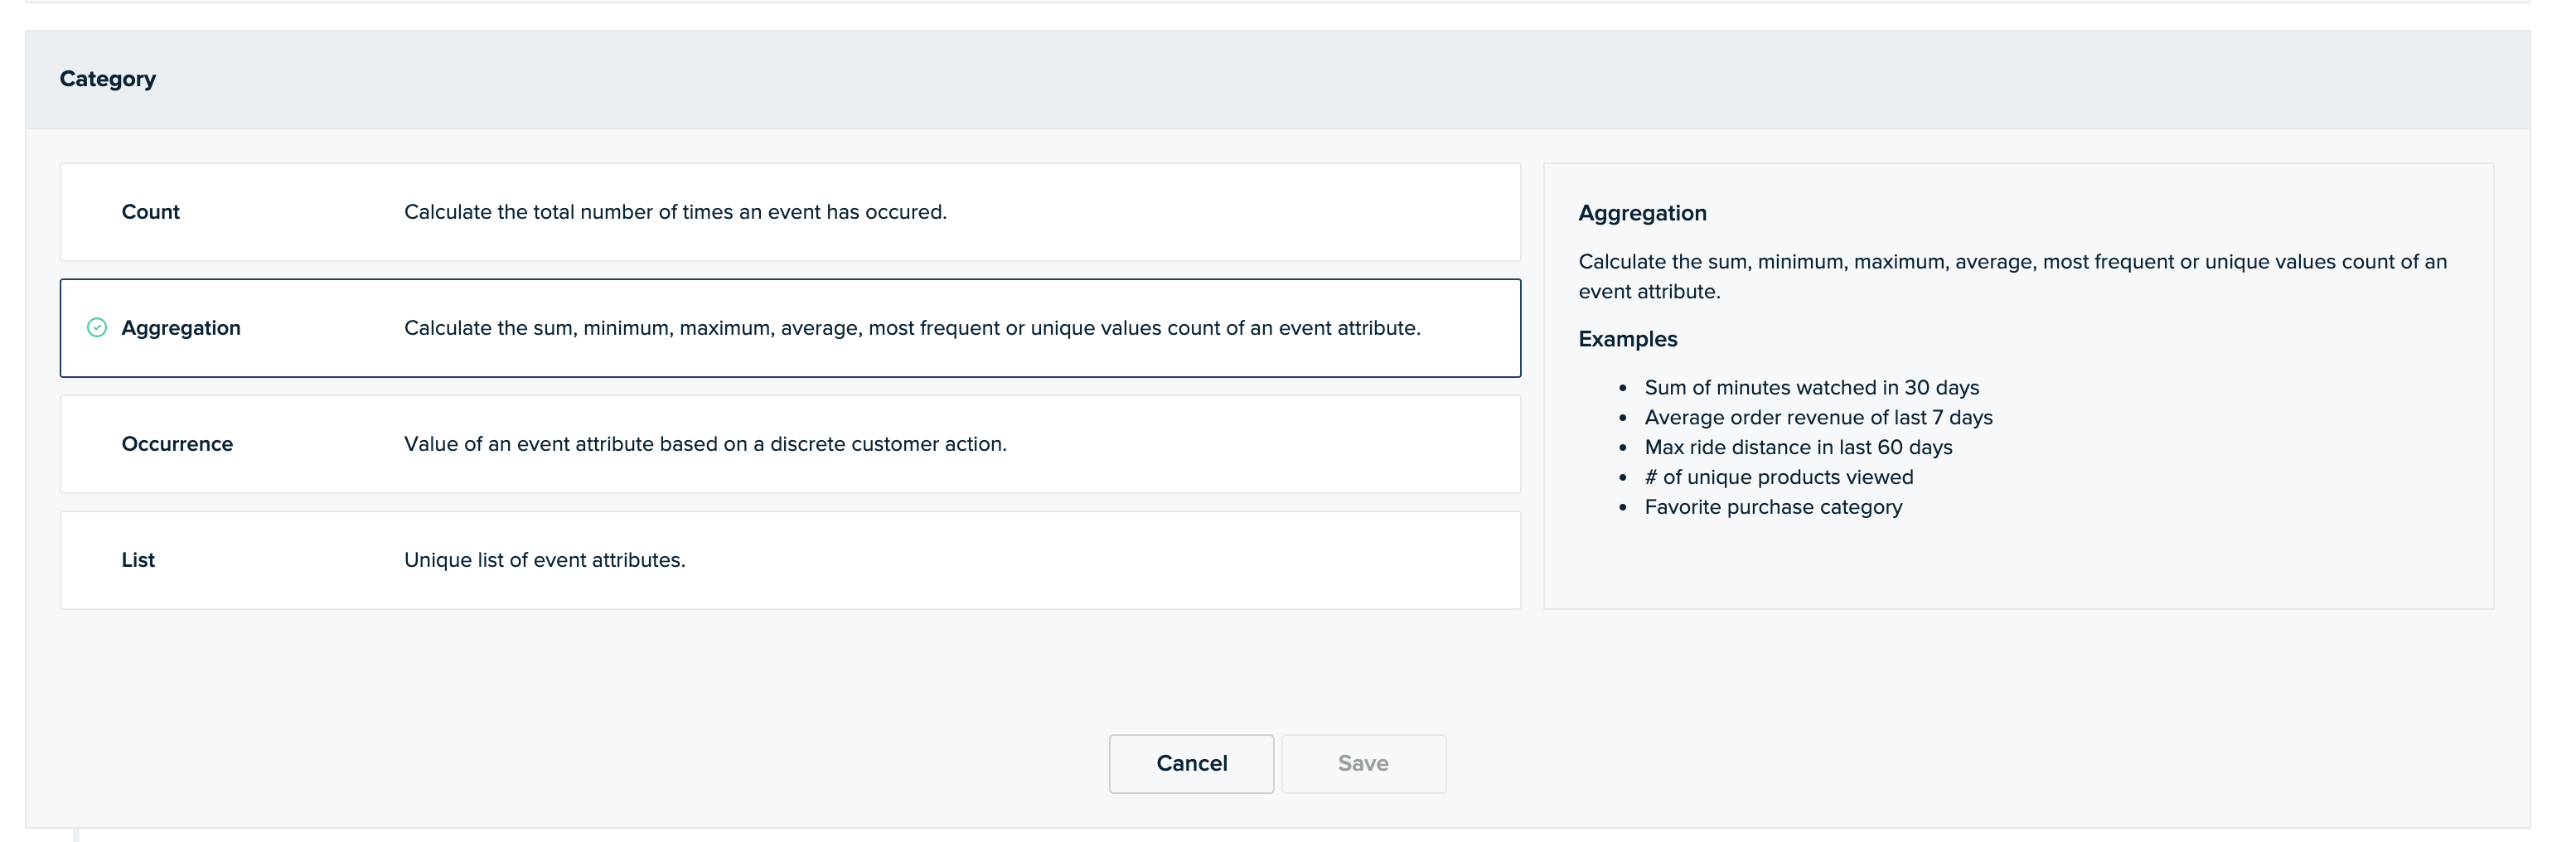 Category
Count
Calculate the total number of times an event has occured.
Aggregation
Calculate the sum, minimum, maximum, average, most frequent or unique values count of an event attribute.
Occurrence
Value of an event attribute based on a discrete customer action.
List
Unique list of event attributes.
Aggregation
Calculate the sum, minimum, maximum, average, most frequent or unique values count of an
event attribute.
Examples
• Sum of minutes watched in 30 days
• Average order revenue of last 7 days
• Max ride distance in last 60 days
• # of unique products viewed
• Favorite purchase category
Cancel
Save